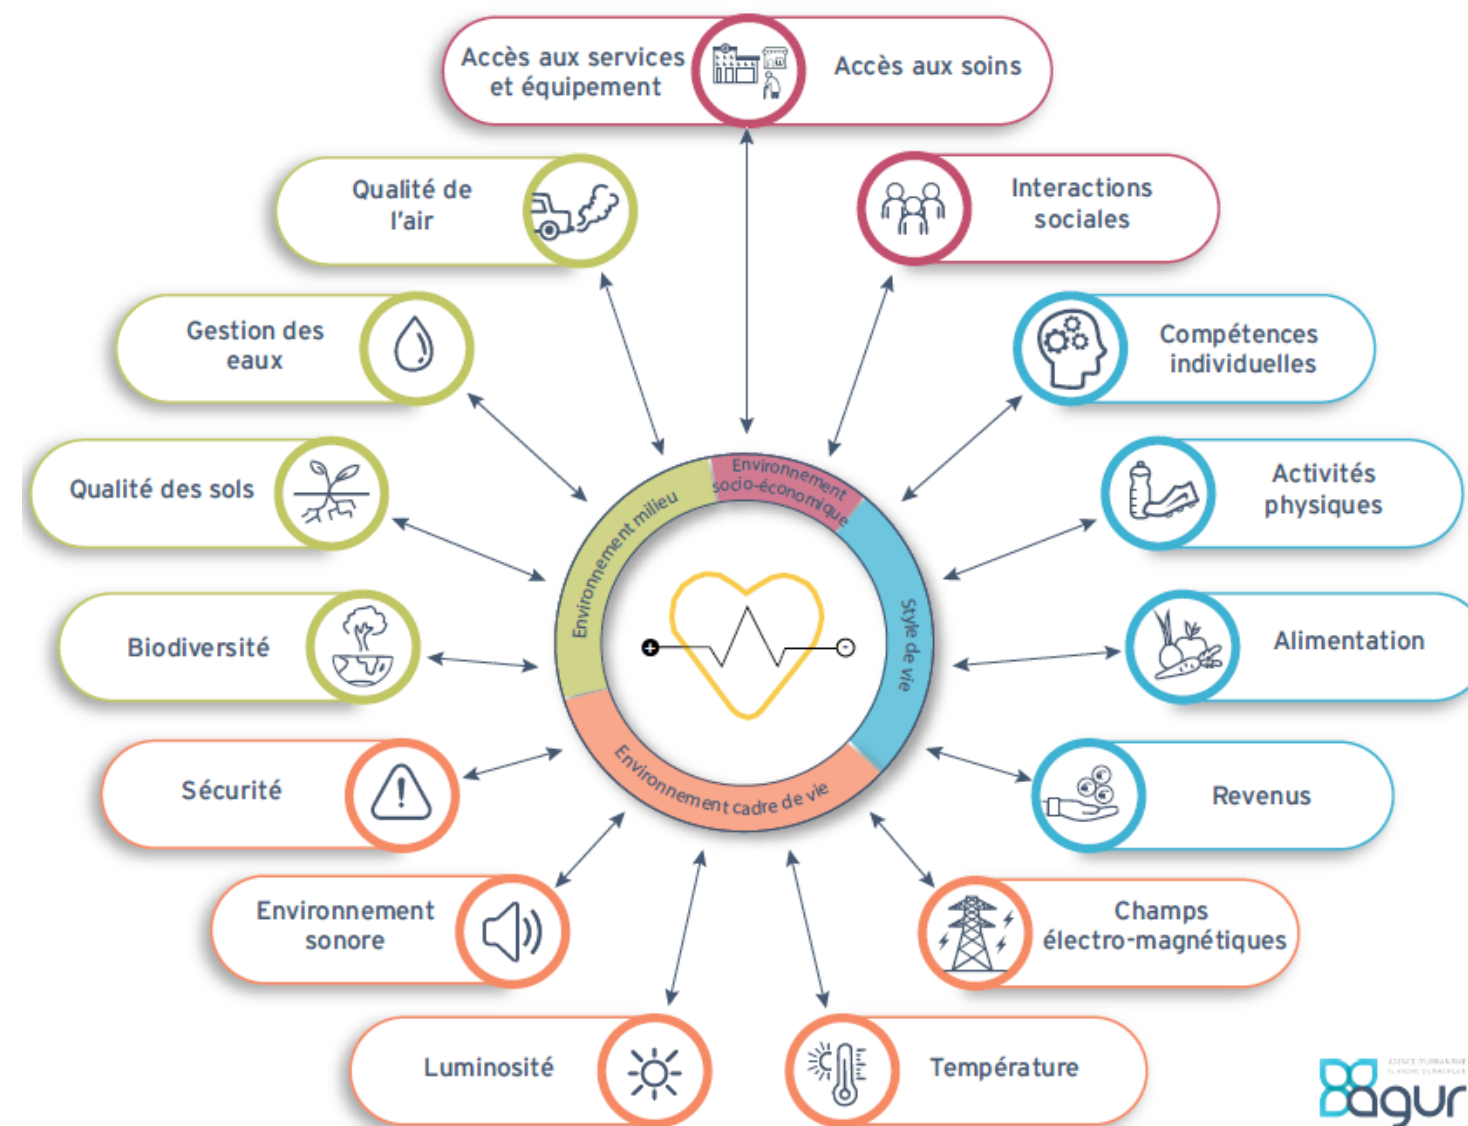 Accès aux services
et équipement
Accès aux soins
Qualité de
l'air
Interactions
sociales
Gestion des
eaux
Compétences
individuelles
Qualité des sols
Activités
physiques
Biodiversité
Alimentation
Sécurité
Revenus
Environnement
sonore
Champs
électro-magnétiques
Luminosité
Température
Environnement milieu
Environnement
socio-économique
Style de vie
Environnement cadre de vie
+
-
agur